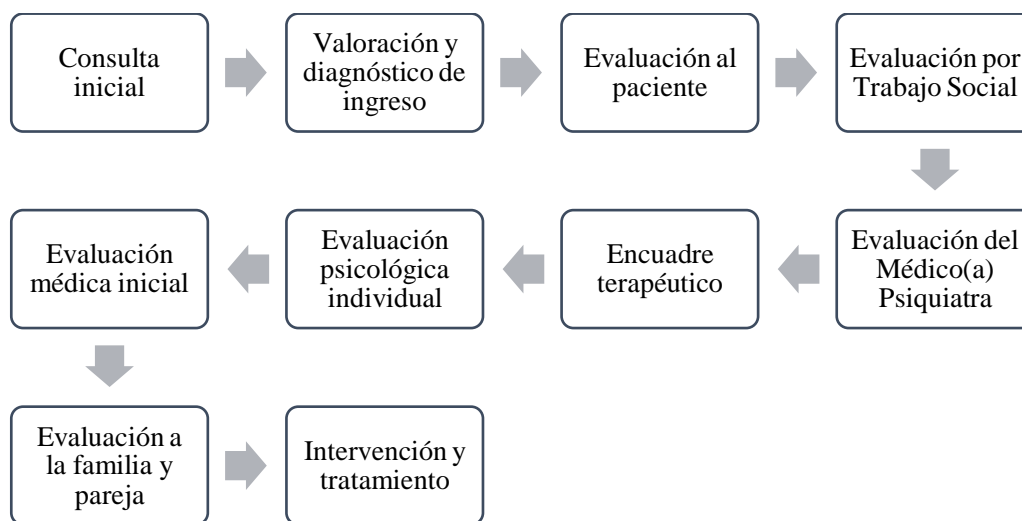 Consulta
inicial
Valoración y
diagnóstico de
ingreso
Evaluación al
paciente
Evaluación por
Trabajo Social
Evaluación del
Médico(a)
Psiquiatra
Encuadre
terapéutico
Evaluación
psicológica
individual
Evaluación
médica inicial
Evaluación a
la familia y
pareja
Intervención y
tratamiento